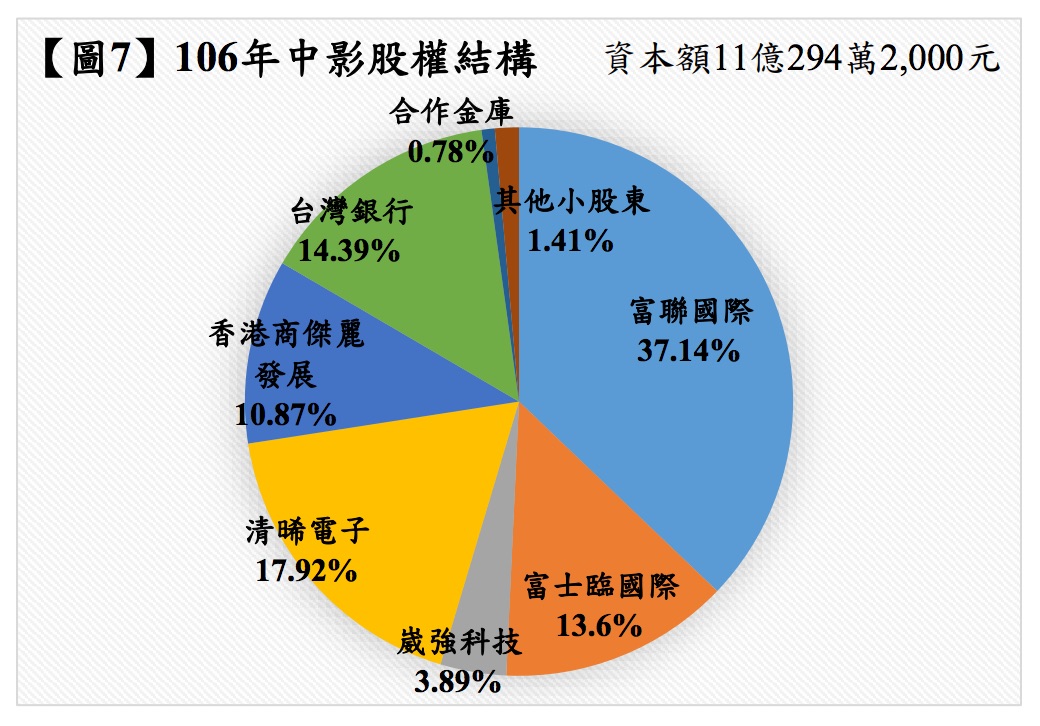 【圖7】106年中影股權結構
資本額11億294萬2,000元
合作金庫
0.78%
其他小股東
1.41%
台灣銀行
14.39%
富聯國際
37.14%
香港商傑麗
發展
10.87%
清晞電子
17.92%
富士臨國際
13.6%
崴強科技
3.89%